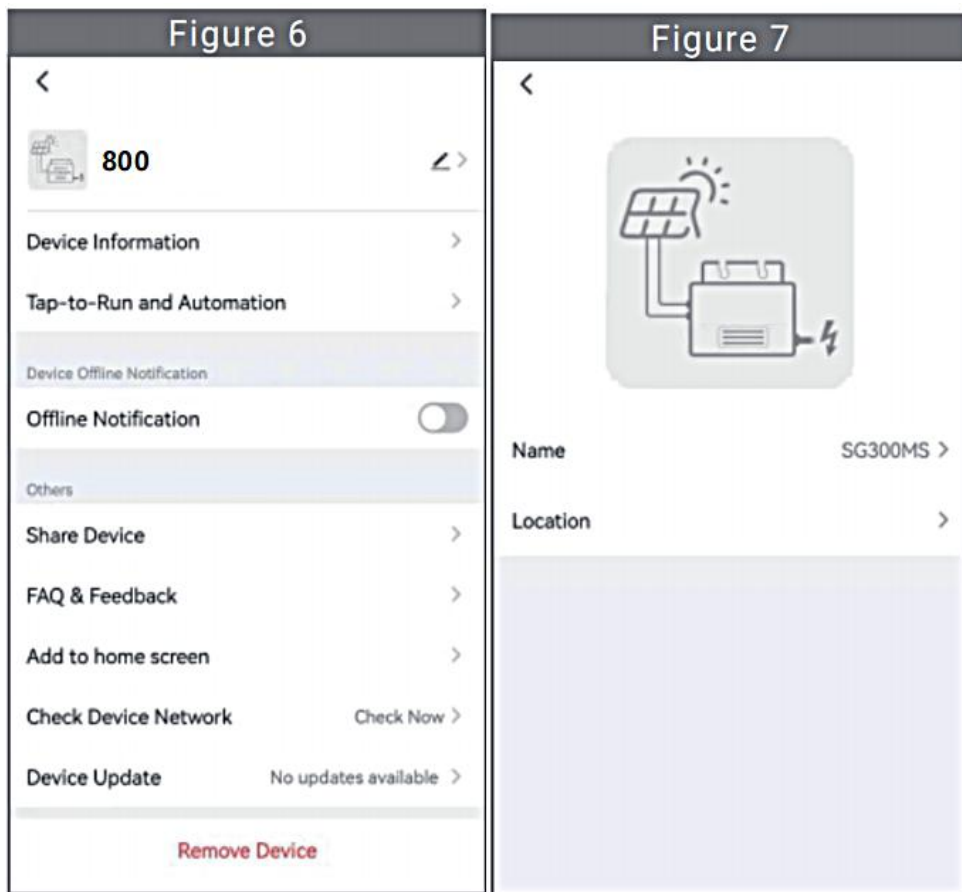 Figure 6
800
Device Information
Tap-to-Run and Automation
Device Offline Notification
Offline Notification
Others
Share Device
FAQ & Feedback
Add to home screen
Check Device Network Check Now
Device Update No updates available
Remove Device
Figure 7
Name SG300MS
Location